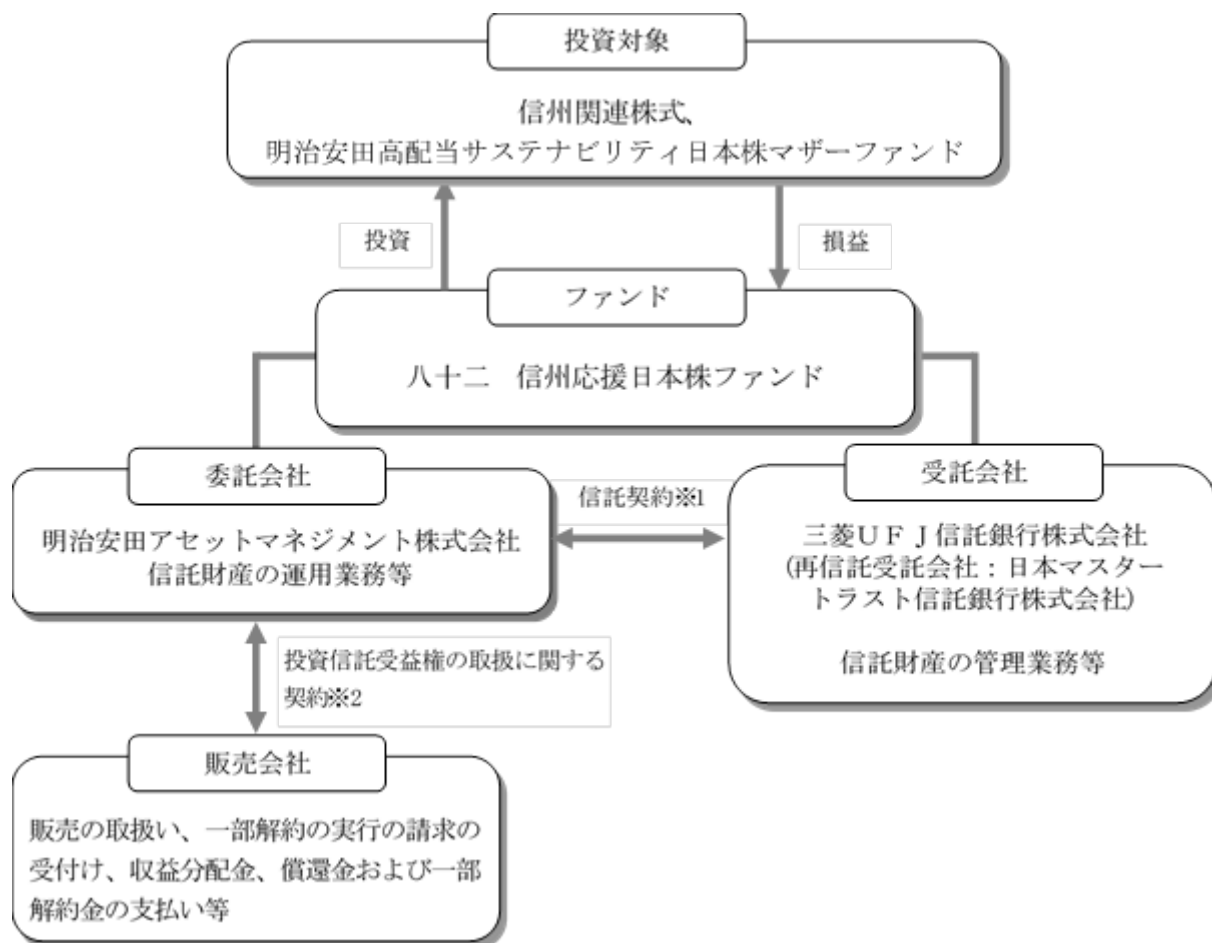 投資対象
信州関連株式、
明治安田高配当サステナビリティ日本株マザーファンド
投資
損益
ファンド
八十二　信州応援日本株ファンド
委託会社
明治安田アセットマネジメント株式会社
信託財産の運用業務等
信託契約※1
受託会社
三菱ＵＦＪ信託銀行株式会社
(再信託受託会社：日本マスター
トラスト信託銀行株式会社)
信託財産の管理業務等
投資信託受益権の取扱に関する
契約※2
販売会社
販売の取扱い、一部解約の実行の請求の
受付け、収益分配金、償還金および一部
解約金の支払い等